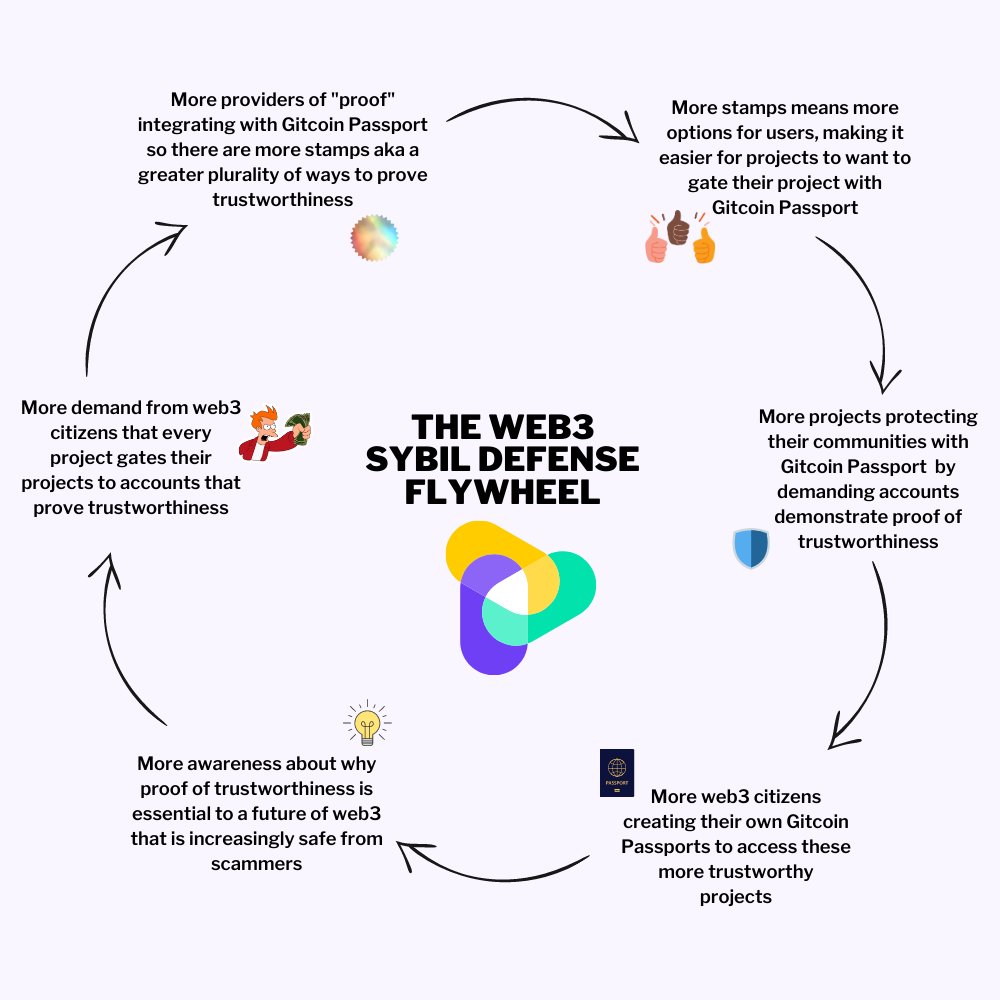 More providers of "proof"
integrating with Gitcoin Passport
so there are more stamps aka a
greater plurality of ways to prove
trustworthiness
More stamps means more
options for users, making it
easier for projects to want to
gate their project with
Gitcoin Passport
More projects protecting
their communities with
Gitcoin Passport by
demanding accounts
demonstrate proof of
trustworthiness
PASSPORT
More web3 citizens
creating their own Gitcoin
Passports to access these
more trustworthy
projects
More awareness about why
proof of trustworthiness is
essential to a future of web3
that is increasingly safe from
scammers
More demand from web3
citizens that every
project gates their
projects to accounts that
prove trustworthiness
THE WEB3
SYBIL DEFENSE
FLYWHEEL